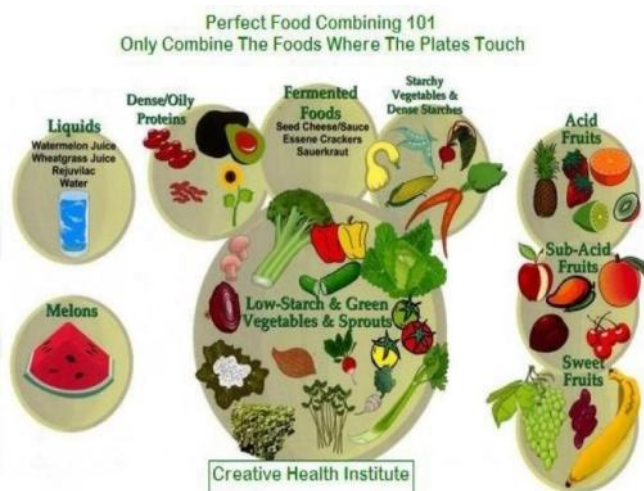 Perfect Food Combining 101
Only Combine The Foods Where The Plates Touch
Liquids
Watermelon Juice
Wheatgrass Juice
Rejuvilac
Water
Dense/Oily
Proteins
Fermented
Foods
Seed Cheese/Sauce
Essene Crackers
Sauerkraut
Starchy
Vegetables &
Dense Starches
Acid
Fruits
Sub-Acid
Fruits
Sweet
Fruits
Melons
Low-Starch & Green
Vegetables & Sprouts
Creative Health Institute